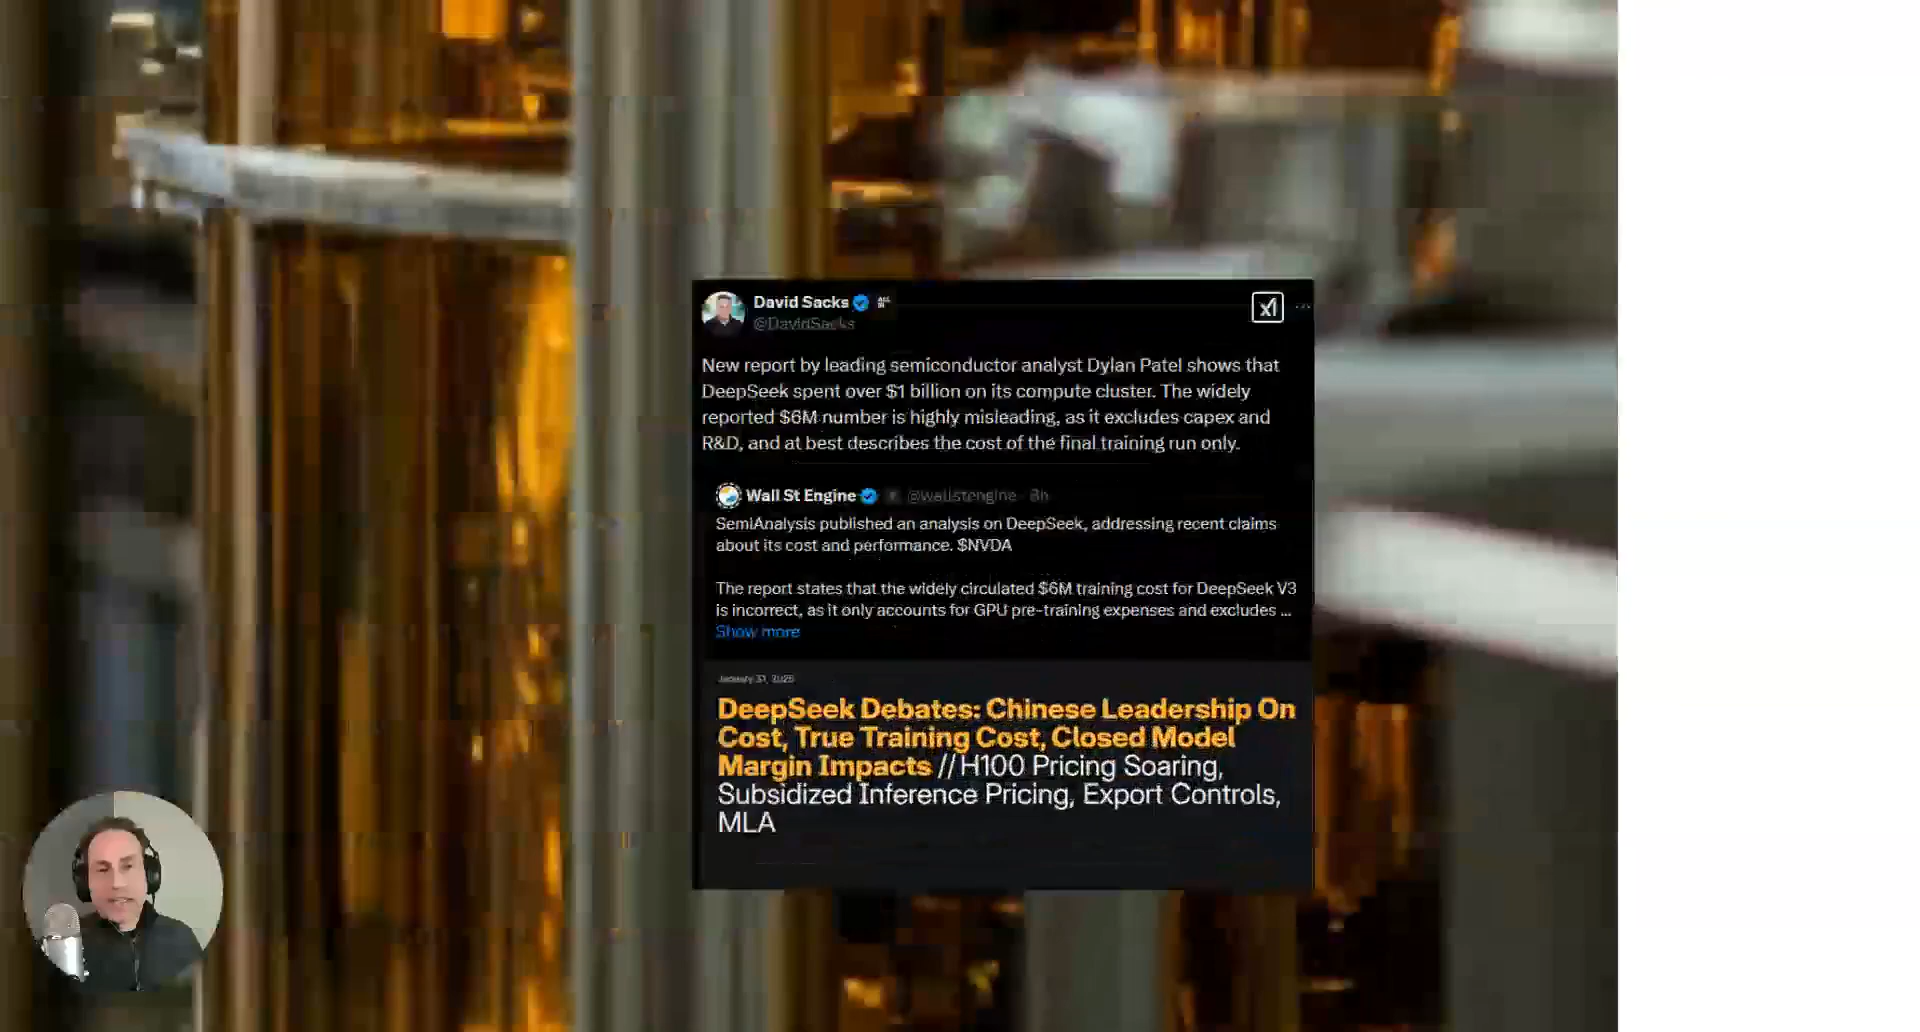 David Sacks
@DavidSacks
New report by leading semiconductor analyst Dylan Patel shows that
DeepSeek spent over $1 billion on its compute cluster. The widely
reported $6M number is highly misleading, as it excludes capex and
R&D, and at best describes the cost of the final training run only.
Wall St Engine @wallstengine · 8h
SemiAnalysis published an analysis on DeepSeek, addressing recent claims
about its cost and performance. $NVDA
The report states that the widely circulated $6M training cost for DeepSeek V3
is incorrect, as it only accounts for GPU pre-training expenses and excludes ...
Show more
January 31, 2025
DeepSeek Debates: Chinese Leadership On
Cost, True Training Cost, Closed Model
Margin Impacts // H100 Pricing Soaring,
Subsidized Inference Pricing, Export Controls,
MLA